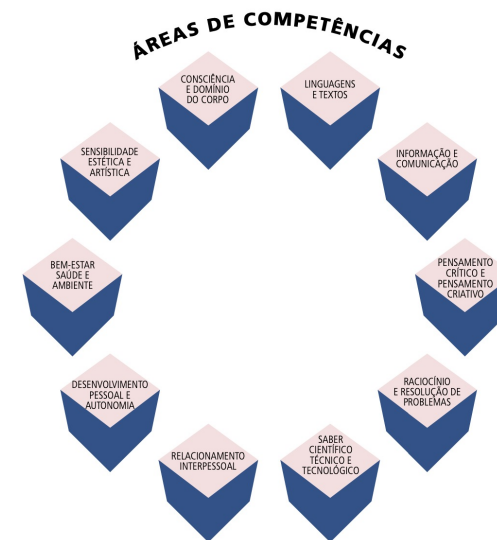 ÁREAS DE COMPETÊNCIAS
LINGUAGENS
E TEXTOS
INFORMAÇÃO E
COMUNICAÇÃO
PENSAMENTO
CRÍTICO E
PENSAMENTO
CRIATIVO
RACIOCÍNIO
E RESOLUÇÃO DE
PROBLEMAS
SABER
CIENTÍFICO
TÉCNICO E
TECNOLÓGICO
RELACIONAMENTO
INTERPESSOAL
DESENVOLVIMENTO
PESSOAL E
AUTONOMIA
BEM-ESTAR
SAÚDE E
AMBIENTE
SENSIBILIDADE
ESTÉTICA E
ARTÍSTICA
CONSCIÊNCIA
E DOMÍNIO
DO CORPO